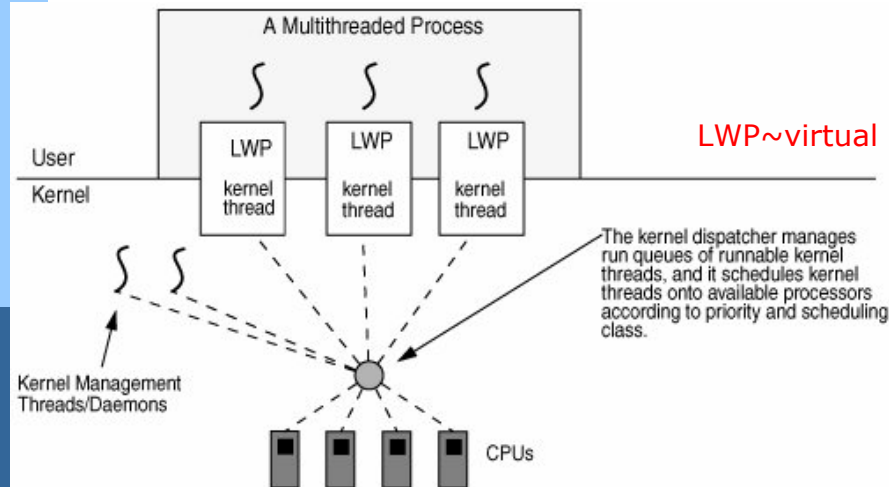 A Multithreaded Process
LWP
kernel
thread
LWP
kernel
thread
LWP
kernel
thread
LWP~virtual
User
Kernel
The kernel dispatcher manages
run queues of runnable kernel
threads, and it schedules kernel
threads onto available processors
according to priority and scheduling
class.
Kernel Management
Threads/Daemons
CPUs